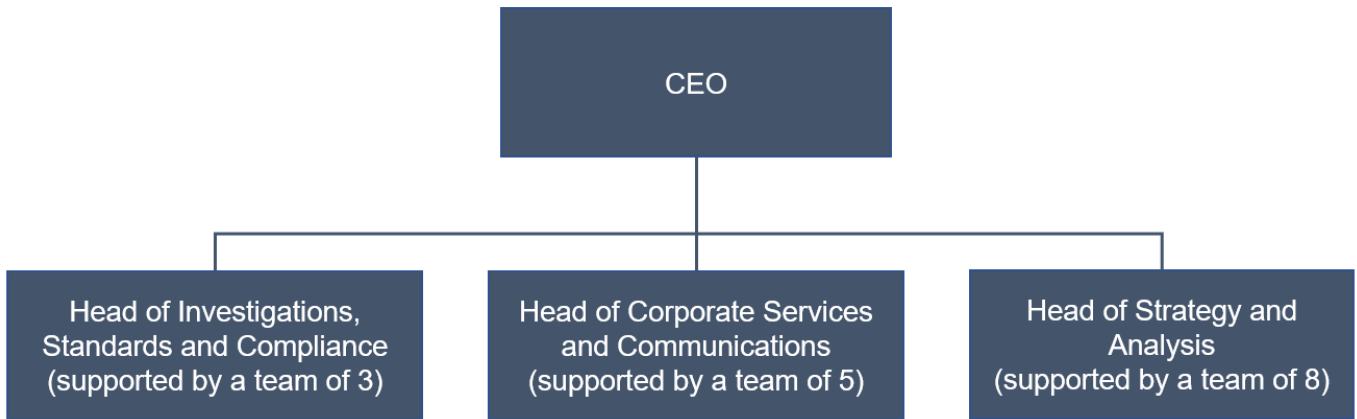 CEO
Head of Investigations,
Standards and Compliance
(supported by a team of 3)
Head of Corporate Services
and Communications
(supported by a team of 5)
Head of Strategy and
Analysis
(supported by a team of 8)